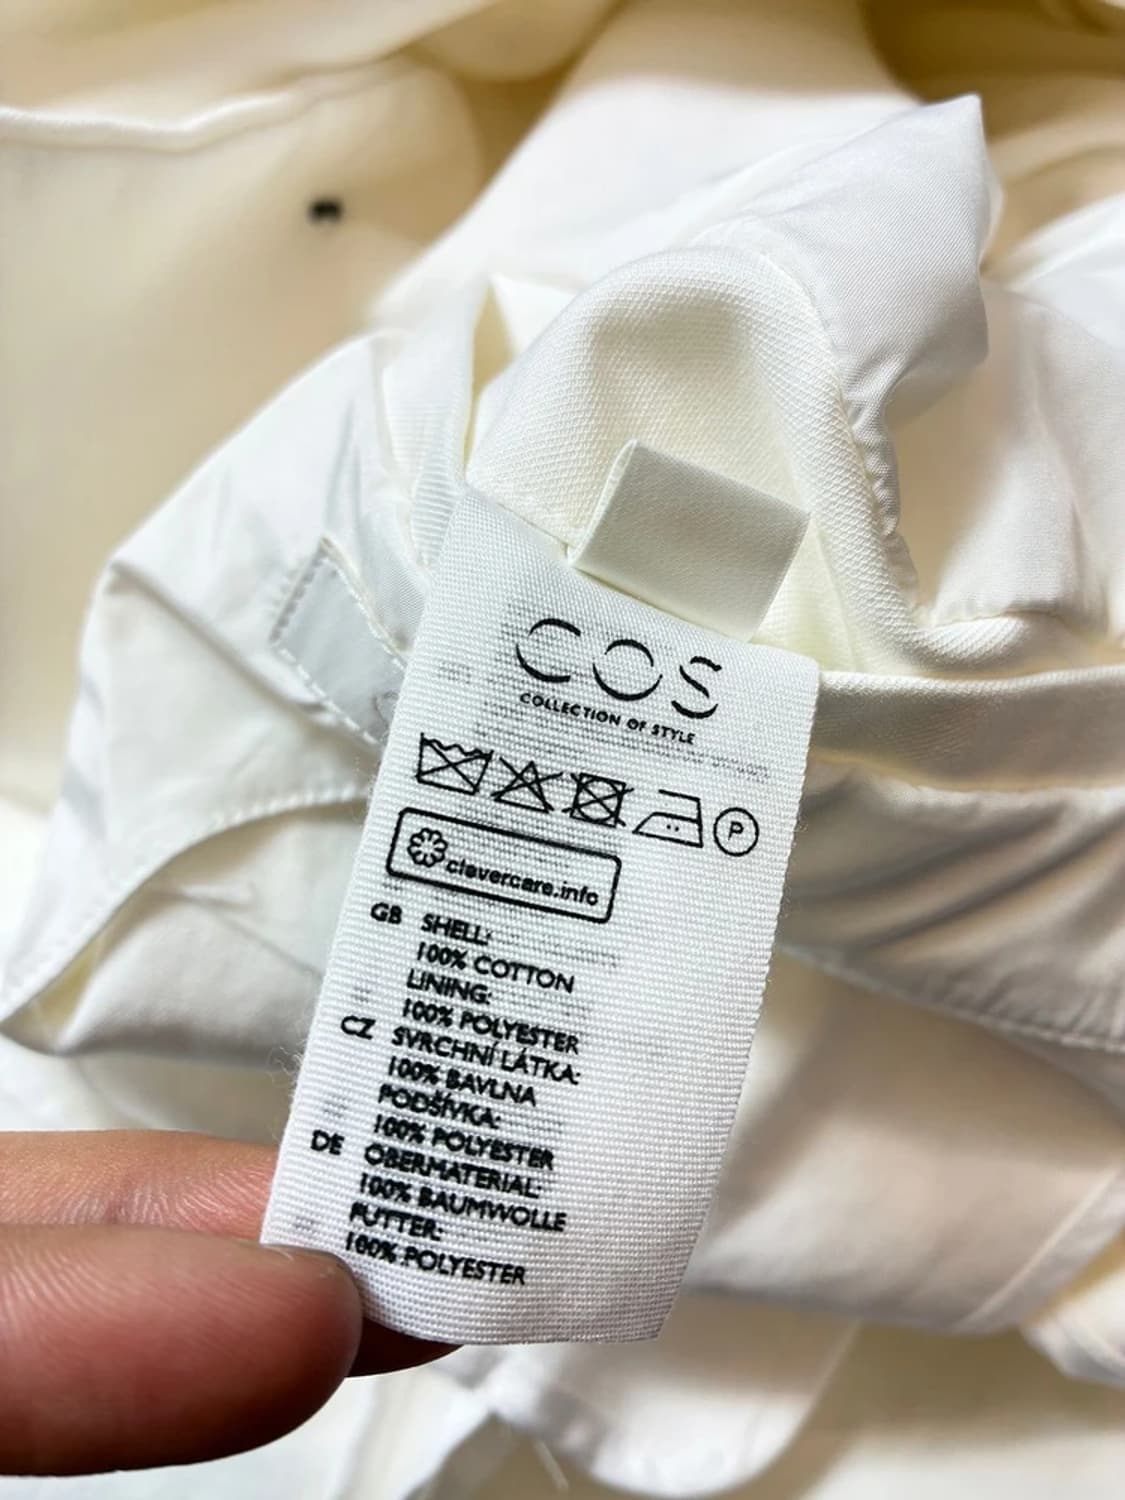 COS
COLLECTION OF STYLE
P
clevercare.info
GB SHELL:
100% COTTON
LINING:
100% POLYESTER
CZ SVRCHNÍ LÁTKA:
100% BAVLNA
PODŠÍVKA:
100% POLYESTER
DE OBERMATERIAL:
100% BAUMWOLLE
FUTTER:
100% POLYESTER